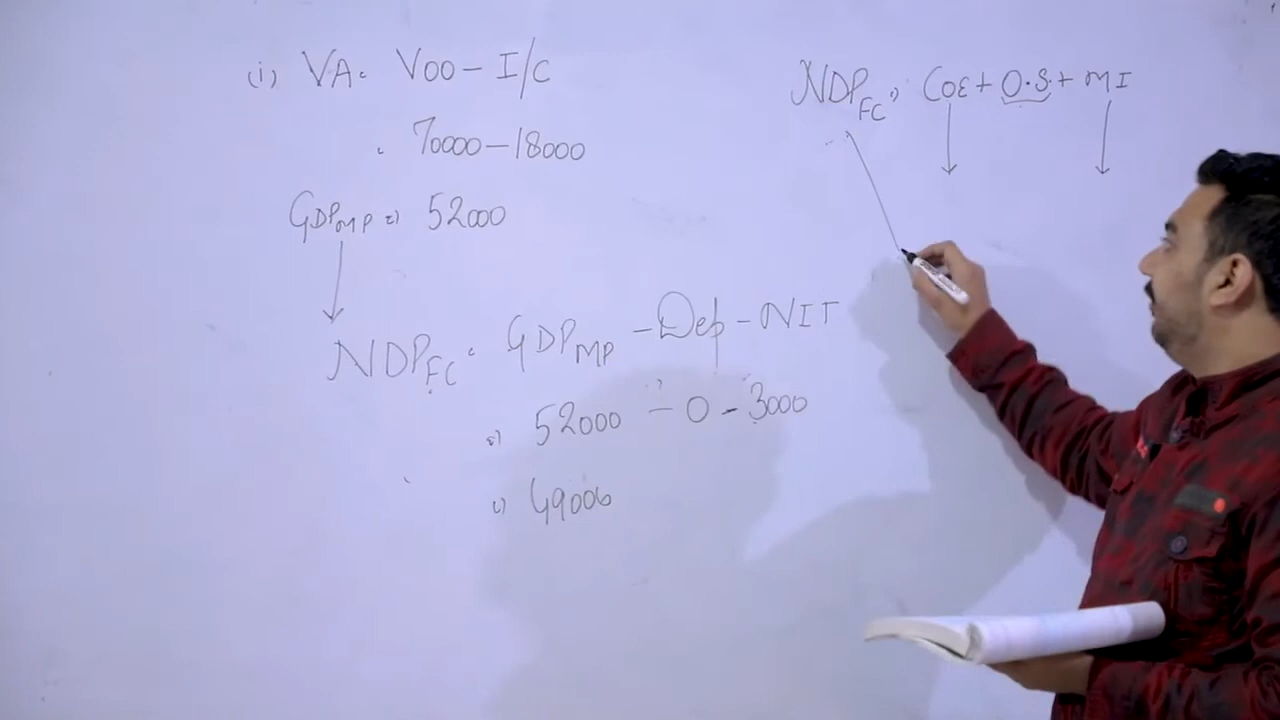 (i) VA = VOO - I/C
= 70000 - 18000
GDPMP = 52000
NDPFC = GDPMP - Dep - NIT
= 52000 - 0 - 3000
= 49000
NDPFC = COE + O.S + MI